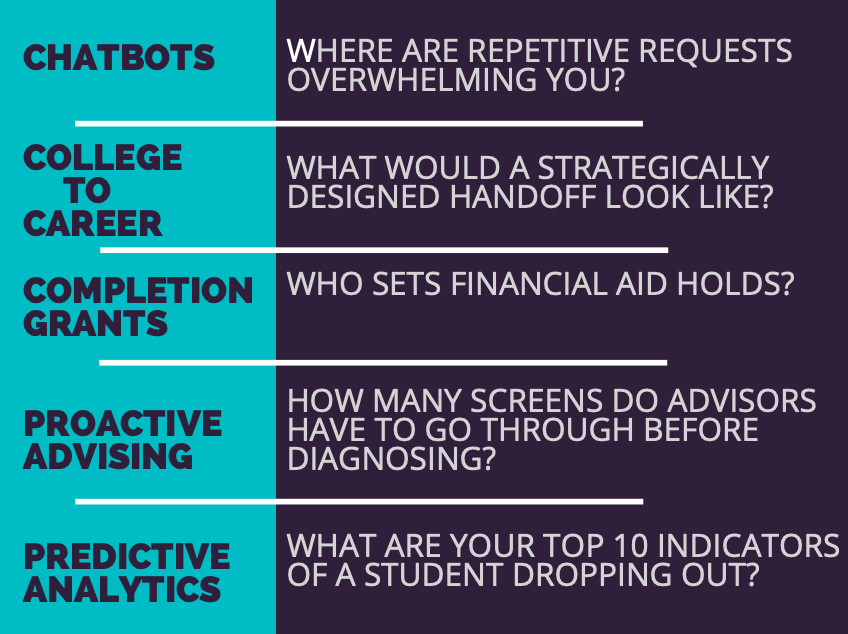 CHATBOTS
WHERE ARE REPETITIVE REQUESTS
OVERWHELMING YOU?
COLLEGE
TO
CAREER
WHAT WOULD A STRATEGICALLY
DESIGNED HANDOFF LOOK LIKE?
COMPLETION
GRANTS
WHO SETS FINANCIAL AID HOLDS?
PROACTIVE
ADVISING
HOW MANY SCREENS DO ADVISORS
HAVE TO GO THROUGH BEFORE
DIAGNOSING?
PREDICTIVE
ANALYTICS
WHAT ARE YOUR TOP 10 INDICATORS
OF A STUDENT DROPPING OUT?